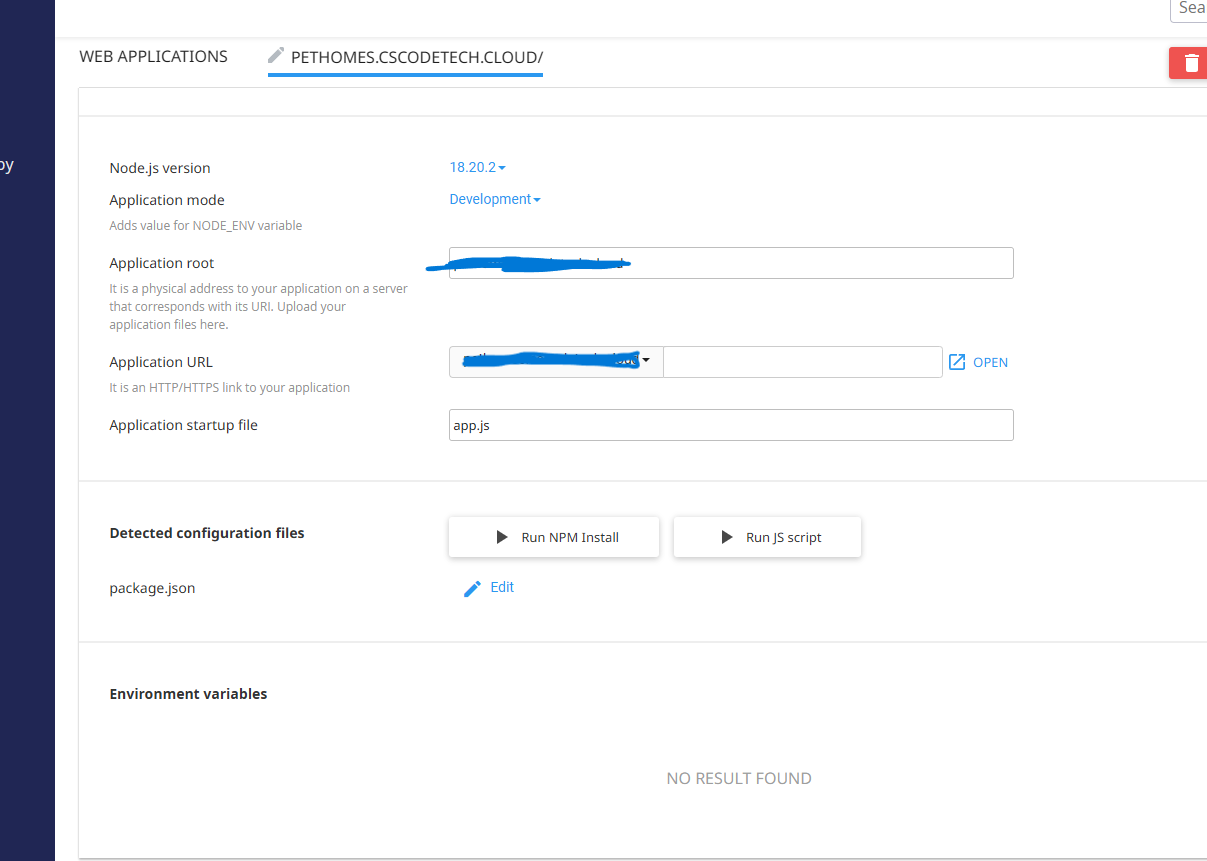 Sea
WEB APPLICATIONS
PETHOMES.CSCODETECH.CLOUD/
Node.js version
18.20.2
Application mode
Development
Adds value for NODE_ENV variable
Application root
It is a physical address to your application on a server
that corresponds with its URI. Upload your
application files here.
Application URL
OPEN
It is an HTTP/HTTPS link to your application
Application startup file
app.js
Detected configuration files
Run NPM Install
Run JS script
package.json
Edit
Environment variables
NO RESULT FOUND